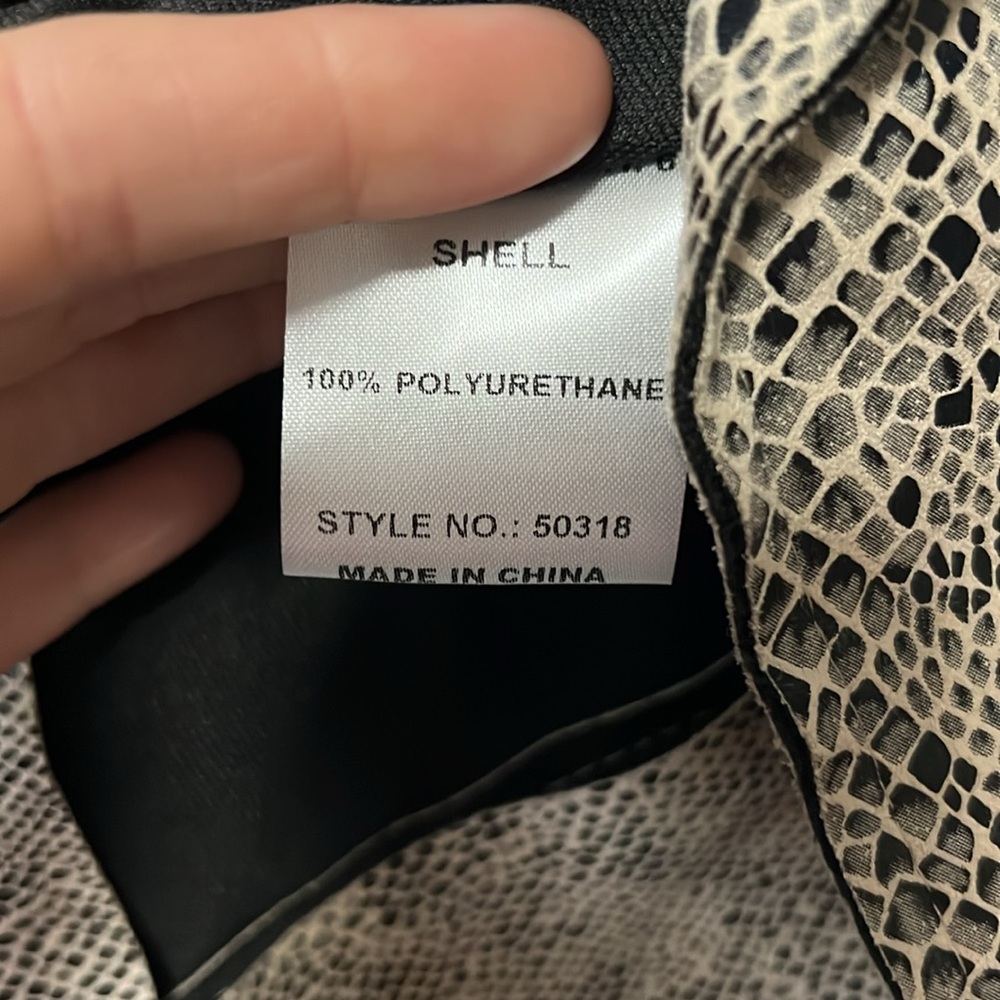 SHELL
100% POLYURETHANE
STYLE NO.: 50318
MADE IN CHINA